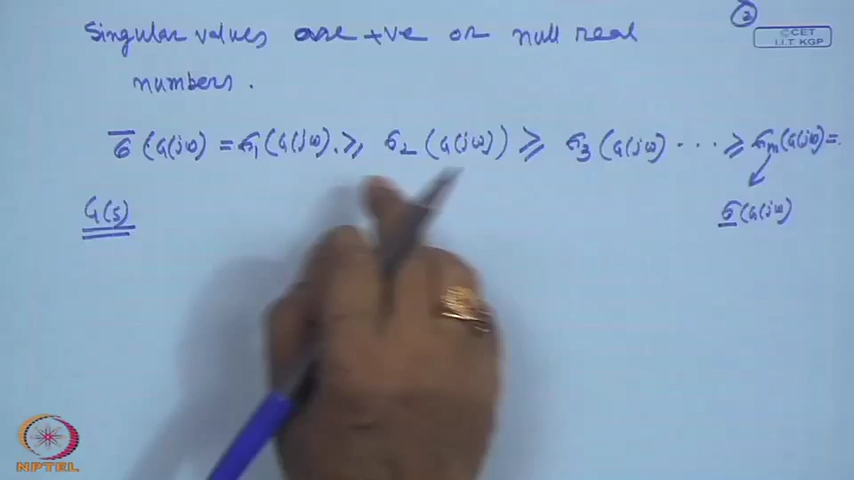 ②
© CET
I.I.T. KGP
Singular values are +ve or null real
numbers.
σ̅ (G(jω) = σ₁(G(jω). ≥ σ₂ (G(jω)) ≥ σ₃ (G(jω) ⋯ ≥ σₘ(G(jω) =.
G(s)
σ̲(G(jω)
NPTEL